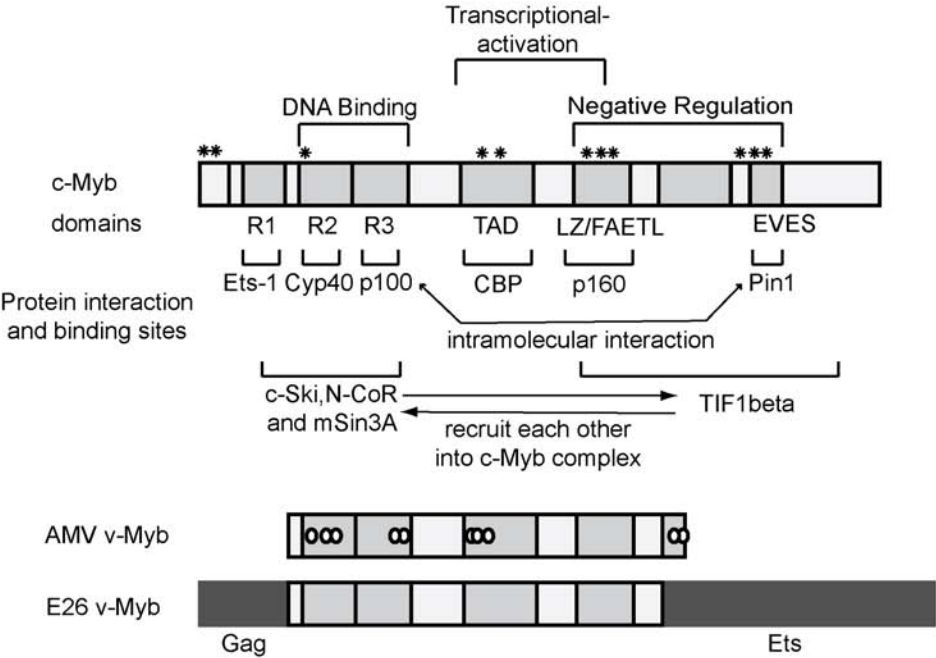 Transcriptional-
activation
DNA Binding
Negative Regulation
** * ** *** ***
c-Myb
domains
R1 R2 R3 TAD LZ/FAETL EVES
Ets-1 Cyp40 p100 CBP p160 Pin1
Protein interaction
and binding sites
intramolecular interaction
c-Ski,N-CoR
and mSin3A
TIF1beta
recruit each other
into c-Myb complex
AMV v-Myb
E26 v-Myb
Gag Ets